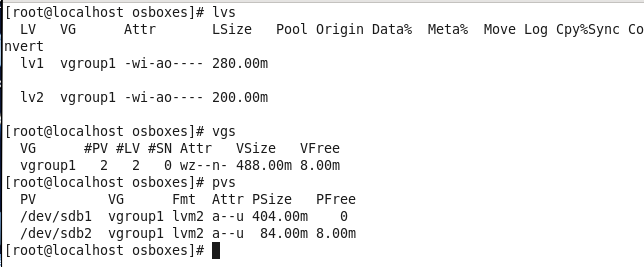 [root@localhost osboxes]# lvs
  LV   VG      Attr       LSize   Pool Origin Data%  Meta%  Move Log Cpy%Sync Co
nvert
  lv1  vgroup1 -wi-ao---- 280.00m
  lv2  vgroup1 -wi-ao---- 200.00m
[root@localhost osboxes]# vgs
  VG      #PV #LV #SN Attr   VSize   VFree
  vgroup1   2   2   0 wz--n- 488.00m 8.00m
[root@localhost osboxes]# pvs
  PV         VG      Fmt  Attr PSize   PFree
  /dev/sdb1  vgroup1 lvm2 a--u 404.00m    0
  /dev/sdb2  vgroup1 lvm2 a--u  84.00m 8.00m
[root@localhost osboxes]#